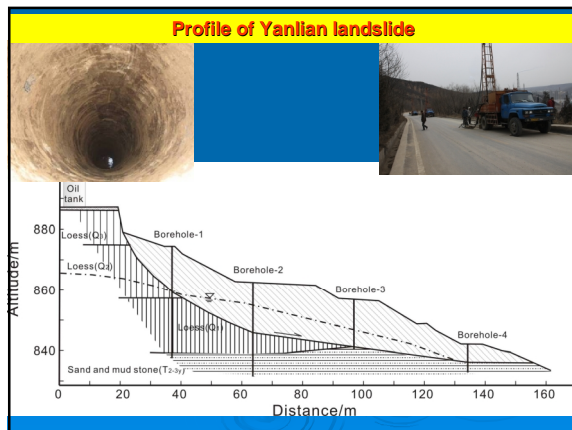 Profile of Yanlian landslide
Oil
tank
Altitude/m
880
860
840
Loess(Q3)
Loess(Q2)
Loess(Q1)
Borehole-1
Borehole-2
Borehole-3
Borehole-4
Sand and mud stone(T2-3y)
0
20
40
60
80
100
120
140
160
Distance/m